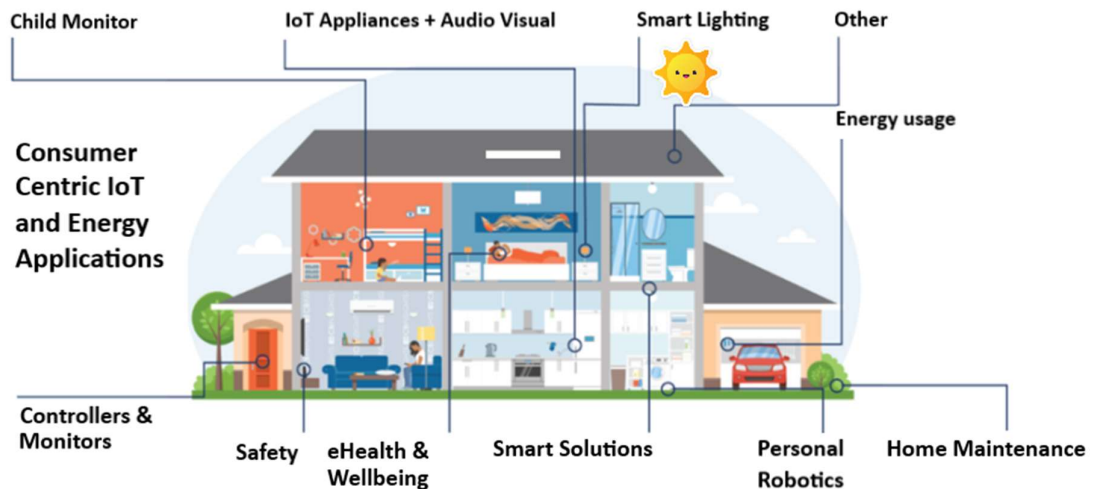 Child Monitor
IoT Appliances + Audio Visual
Smart Lighting
Other
Energy usage
Consumer
Centric IoT
and Energy
Applications
Controllers &
Monitors
Safety
eHealth &
Wellbeing
Smart Solutions
Personal
Robotics
Home Maintenance